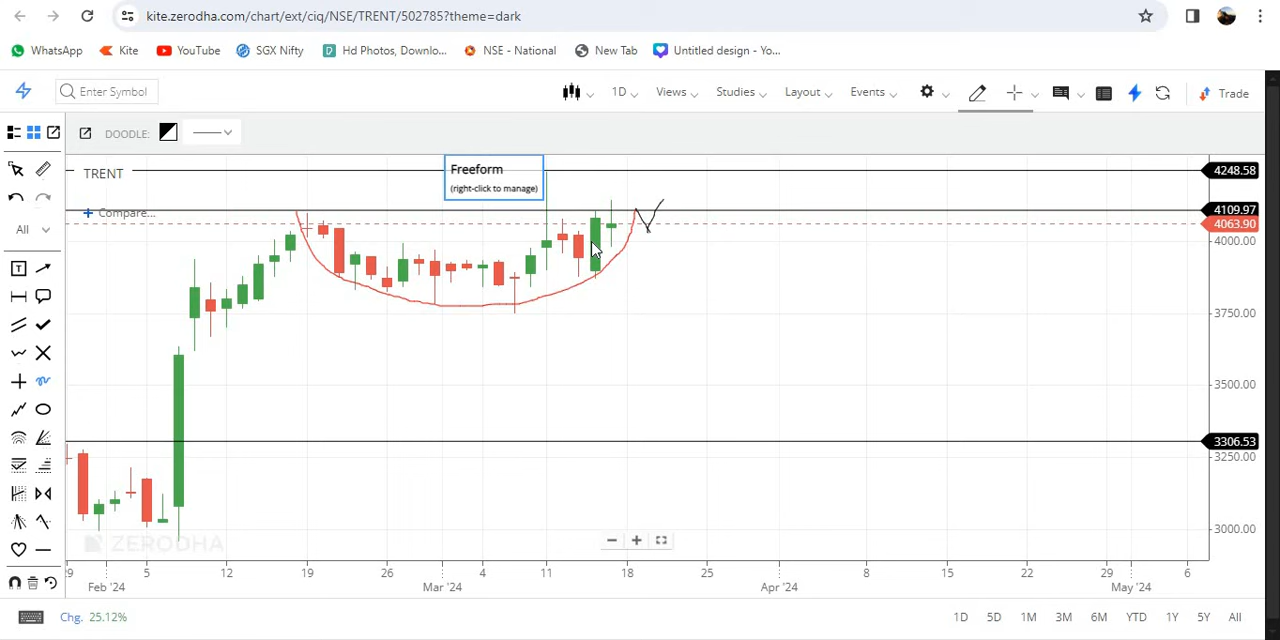 kite.zerodha.com/chart/ext/ciq/NSE/TRENT/502785?theme=dark
WhatsApp Kite YouTube SGX Nifty Hd Photos, Downlo... NSE - National New Tab Untitled design - Yo...
Enter Symbol 1D Views Studies Layout Events Trade
DOODLE:
TRENT
Freeform
(right-click to manage)
4248.58
Compare...
4109.97
4063.90
4000.00
All
3750.00
3500.00
3306.53
3250.00
3000.00
ZERODHA
29 5 12 19 26 4 11 18 25 8 15 22 29 6
Feb '24 Mar '24 Apr '24 May '24
Chg. 25.12% 1D 5D 1M 3M 6M YTD 1Y 5Y All